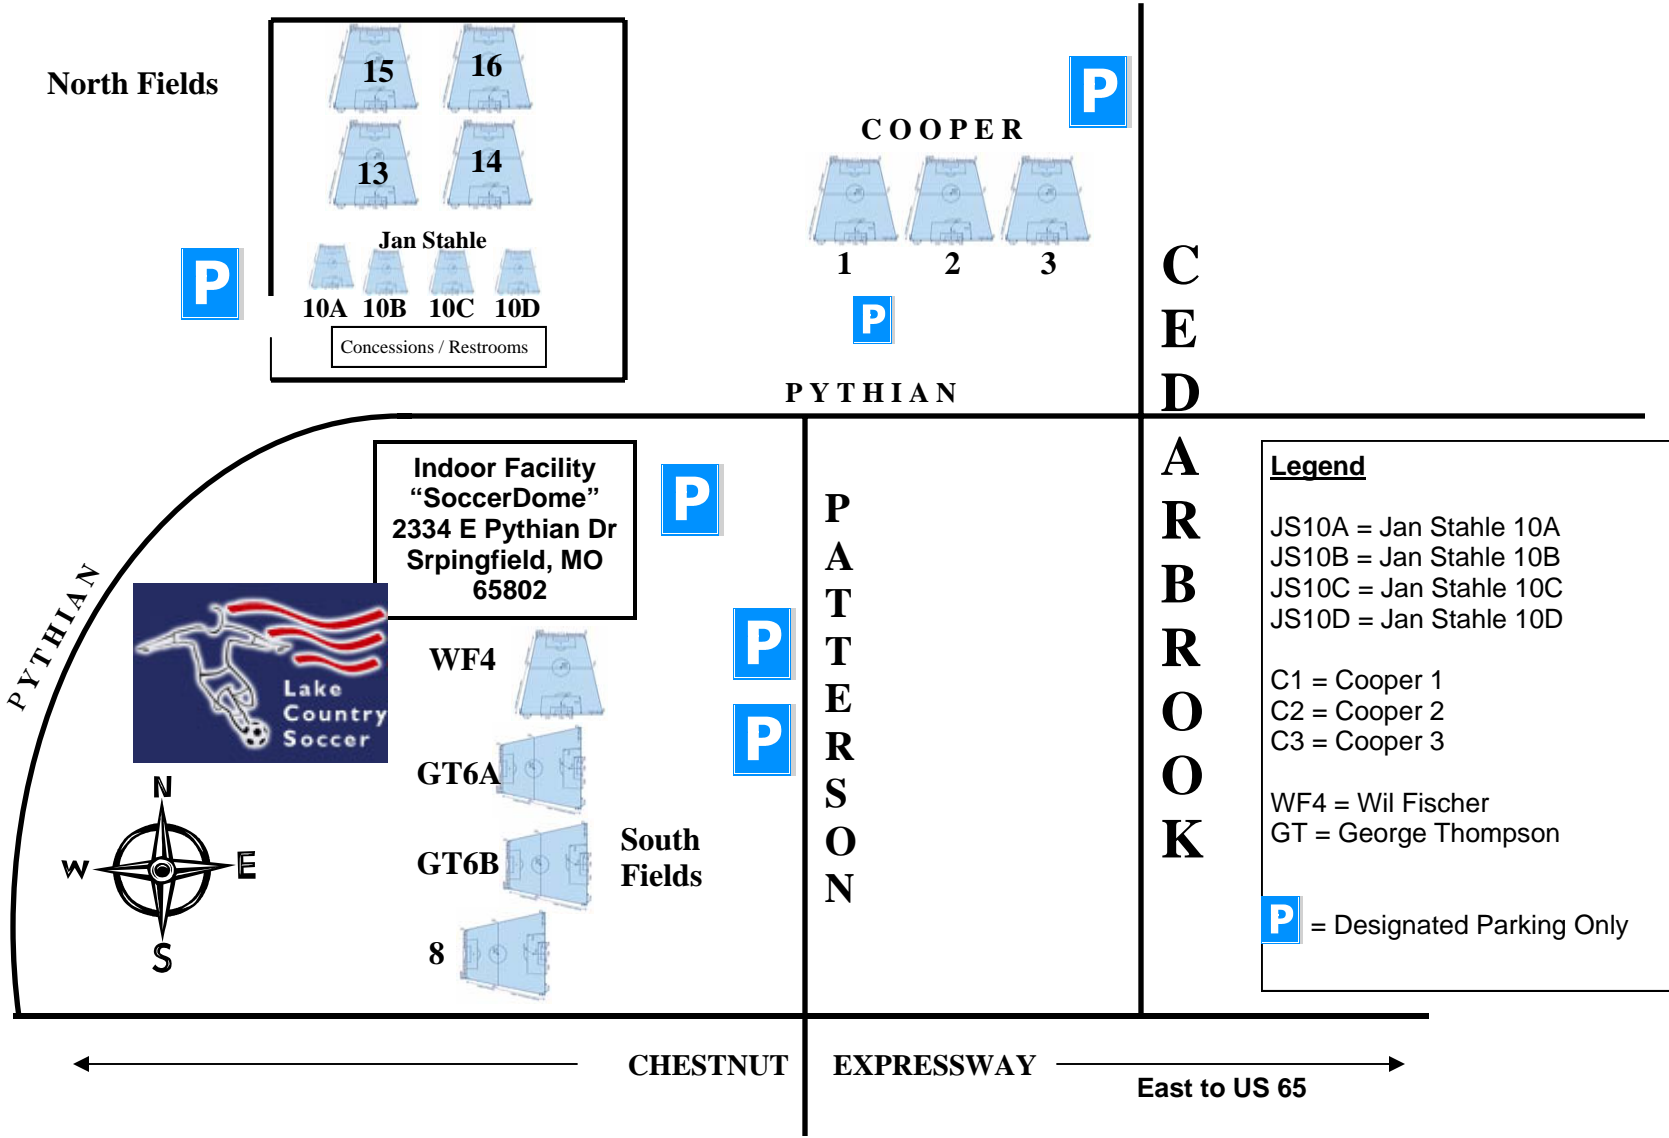 North Fields
15
16
13
14
Jan Stahle
10A 10B 10C 10D
Concessions / Restrooms
P
COOPER
P
1 2 3
P
PYTHIAN
PYTHIAN
Indoor Facility
“SoccerDome”
2334 E Pythian Dr
Srpingfield, MO
65802
P
Lake
Country
Soccer
WF4
GT6A
GT6B
8
South
Fields
P
P
PATTERSON
CEDARBROOK
N
W
E
S
Legend
JS10A = Jan Stahle 10A
JS10B = Jan Stahle 10B
JS10C = Jan Stahle 10C
JS10D = Jan Stahle 10D
C1 = Cooper 1
C2 = Cooper 2
C3 = Cooper 3
WF4 = Wil Fischer
GT = George Thompson
P = Designated Parking Only
CHESTNUT EXPRESSWAY
East to US 65